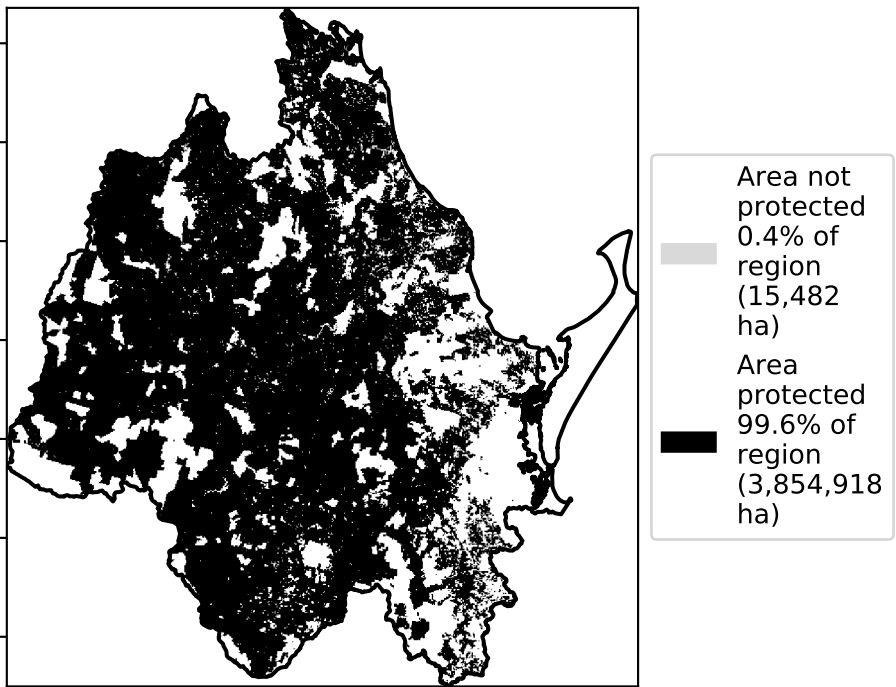 Area not
protected
0.4% of
region
(15,482
ha)
Area
protected
99.6% of
region
(3,854,918
ha)